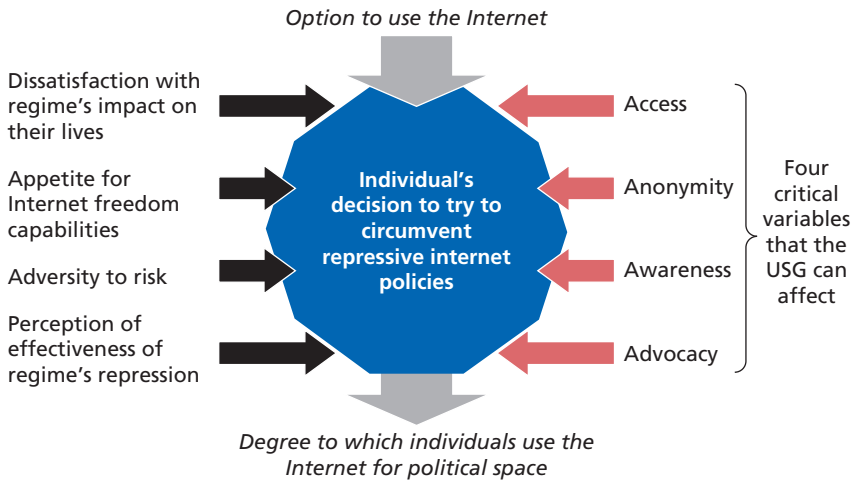 Option to use the Internet
Dissatisfaction with
regime's impact on
their lives
Appetite for
Internet freedom
capabilities
Adversity to risk
Perception of
effectiveness of
regime's repression
Individual's
decision to try to
circumvent
repressive internet
policies
Access
Anonymity
Awareness
Advocacy
Four
critical
variables
that the
USG can
affect
Degree to which individuals use the
Internet for political space